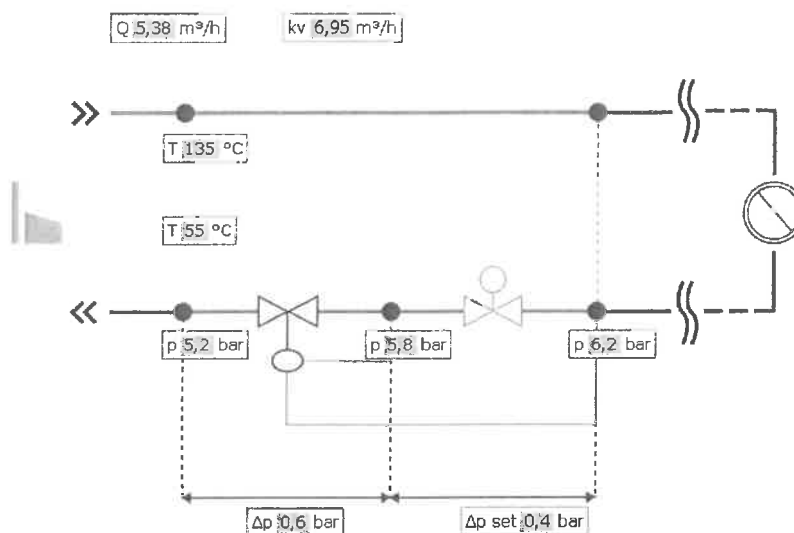 Q 5,38 m³/h kv 6,95 m³/h
T 135 °C
T 55 °C
p 5,2 bar p 5,8 bar p 6,2 bar
Δp 0,6 bar Δp set 0,4 bar